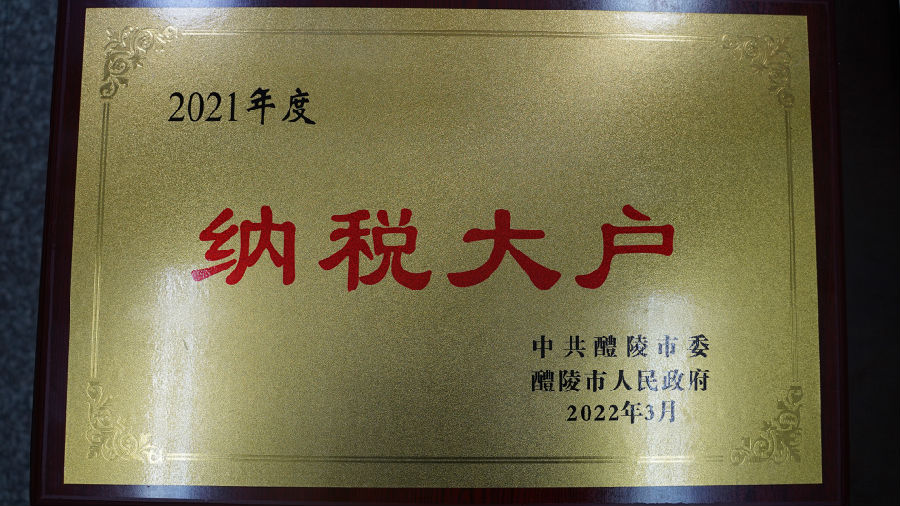 2021年度
纳税大户
中共醴陵市委
醴陵市人民政府
2022年3月